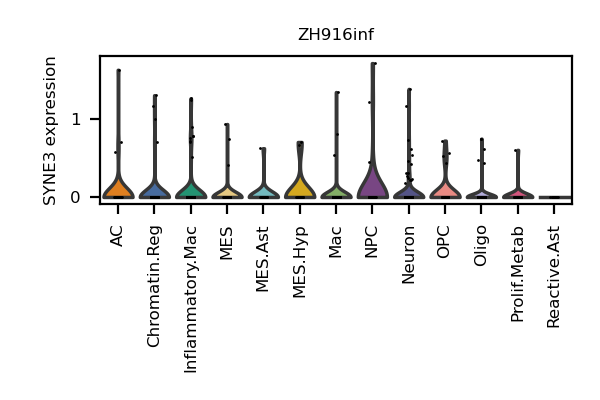 ZH916inf
SYNE3 expression
1
0
AC
Chromatin.Reg
Inflammatory.Mac
MES
MES.Ast
MES.Hyp
Mac
NPC
Neuron
OPC
Oligo
Prolif.Metab
Reactive.Ast